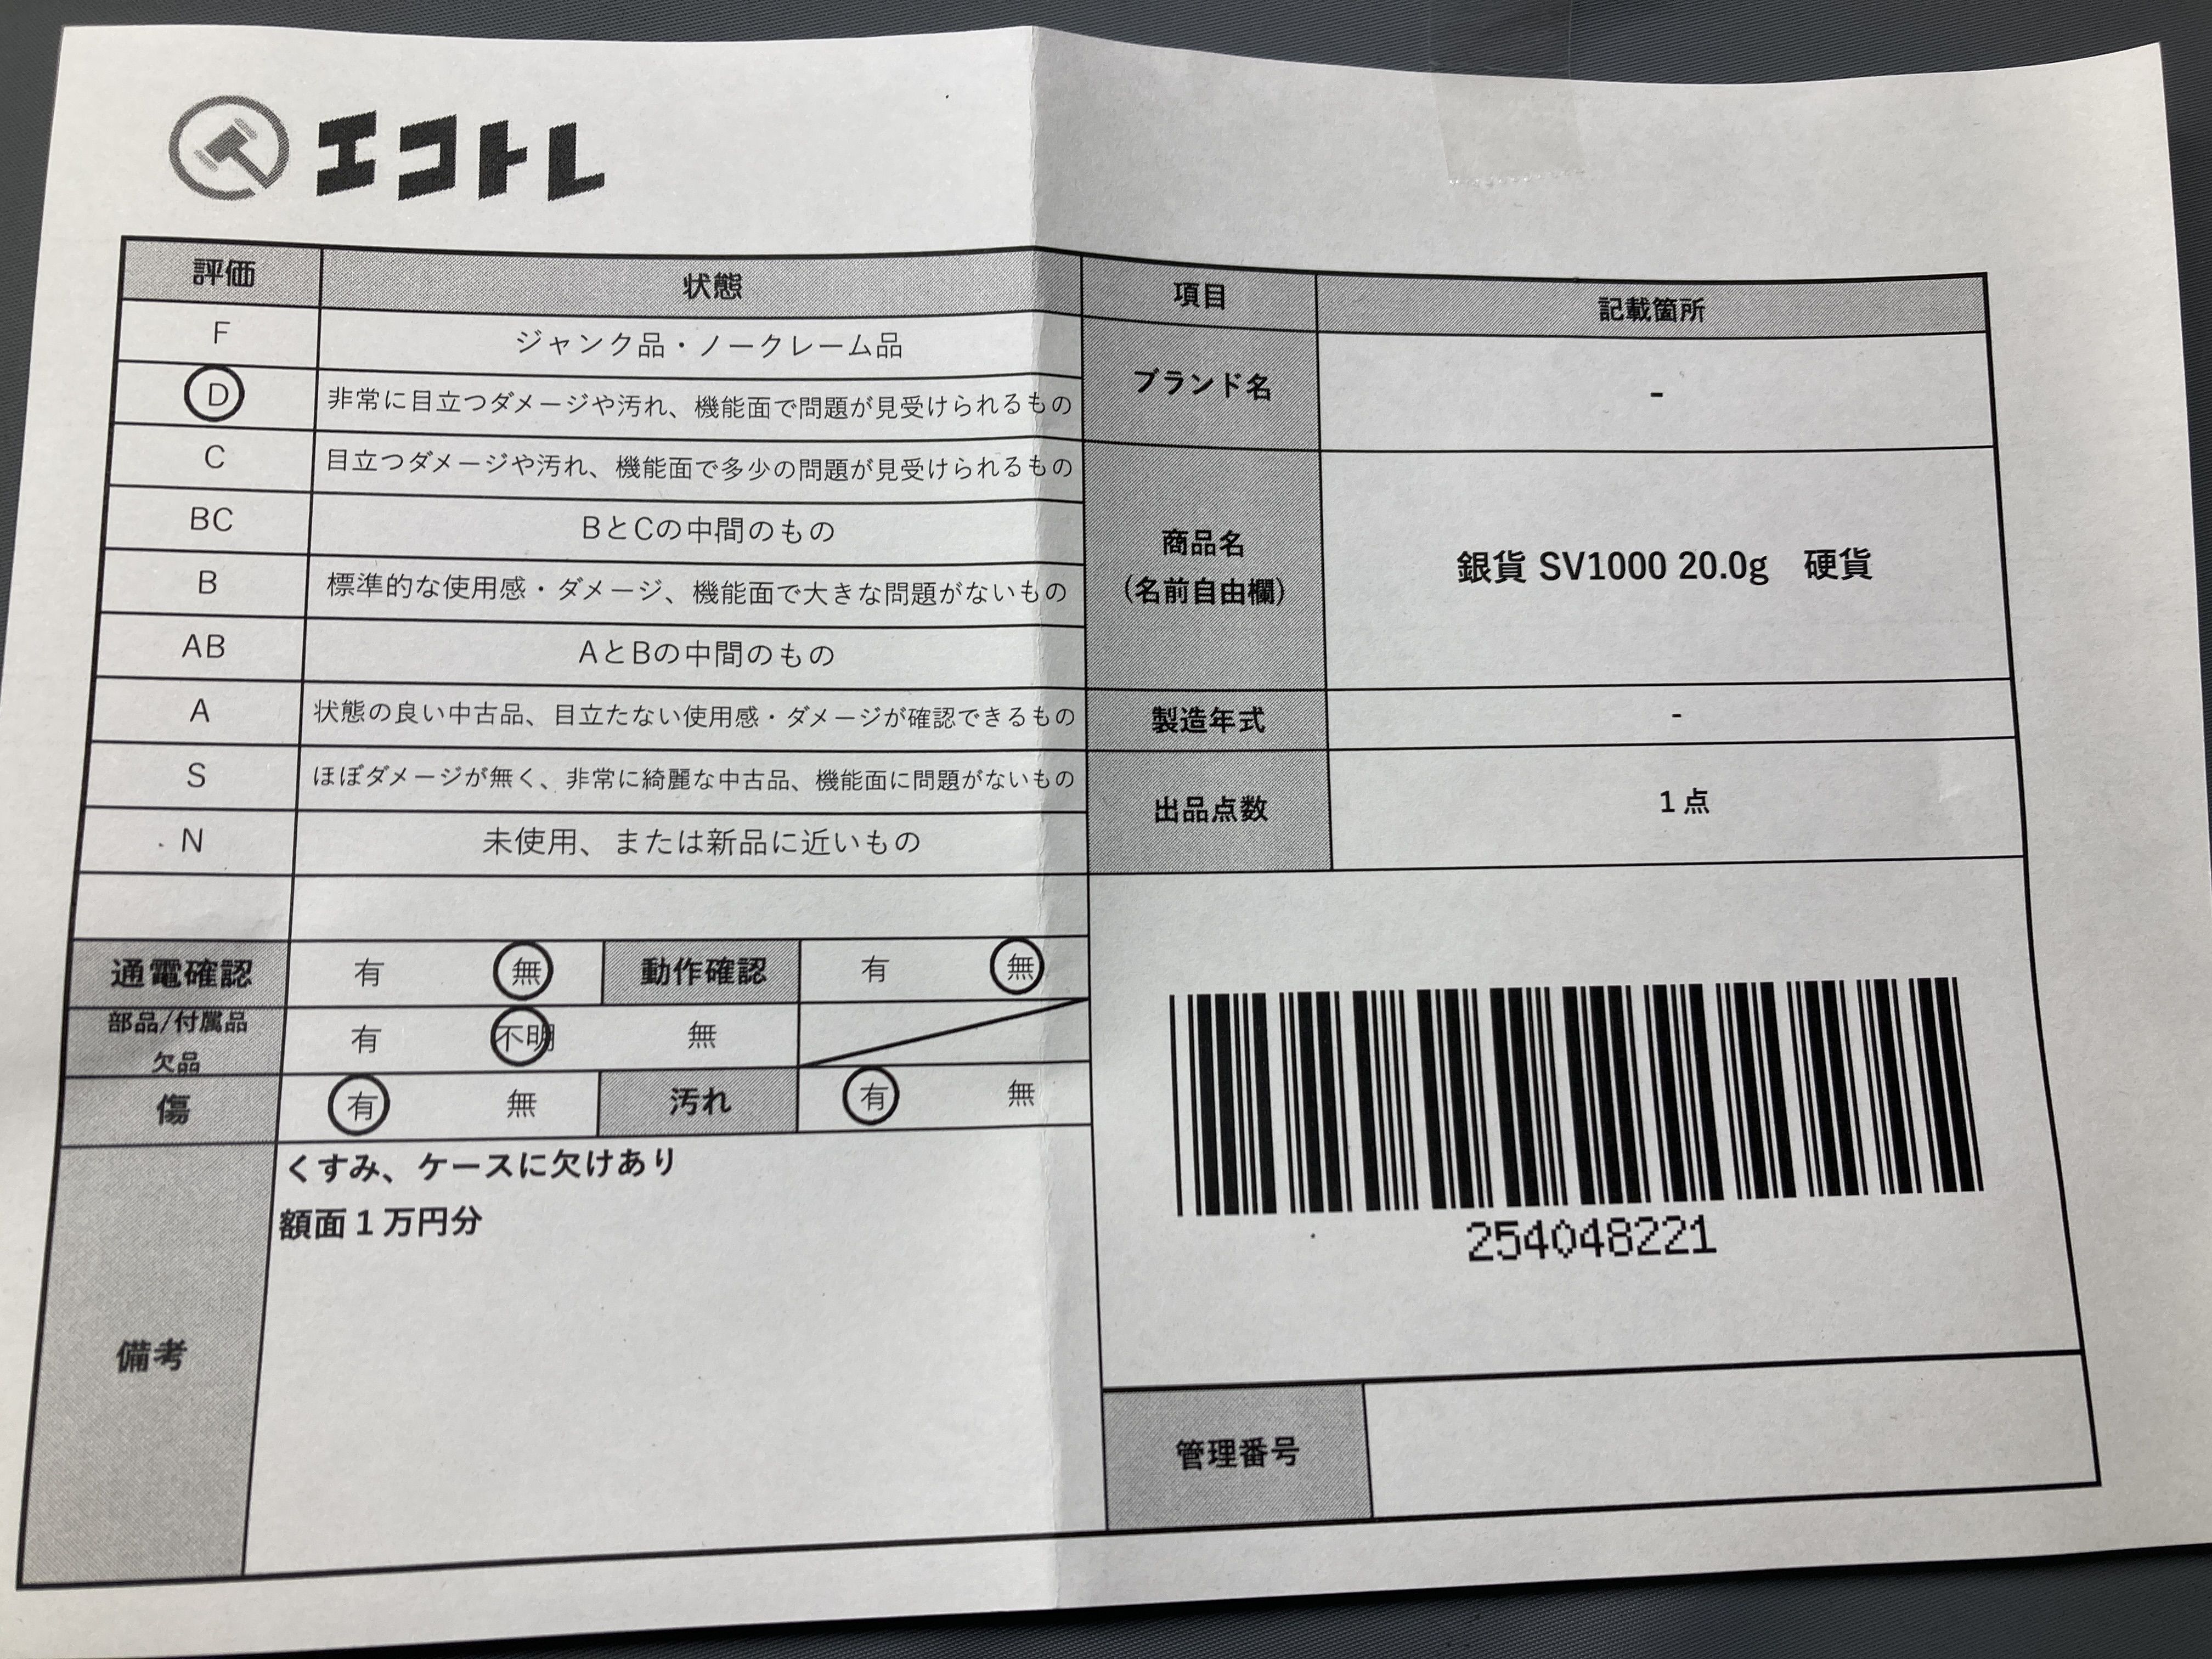 エコトレ
評価 状態
F ジャンク品・ノークレーム品
D 非常に目立つダメージや汚れ、機能面で問題が見受けられるもの
C 目立つダメージや汚れ、機能面で多少の問題が見受けられるもの
BC BとCの中間のもの
B 標準的な使用感・ダメージ、機能面で大きな問題がないもの
AB AとBの中間のもの
A 状態の良い中古品、目立たない使用感・ダメージが確認できるもの
S ほぼダメージが無く、非常に綺麗な中古品、機能面に問題がないもの
N 未使用、または新品に近いもの
通電確認 有 無 動作確認 有 無
部品/付属品
欠品 有 不明 無
傷 有 無 汚れ 有 無
備考
くすみ、ケースに欠けあり
額面1万円分
項目 記載箇所
ブランド名 -
商品名
(名前自由欄)
銀貨 SV1000 20.0g 硬貨
製造年式 -
出品点数 1点
254048221
管理番号